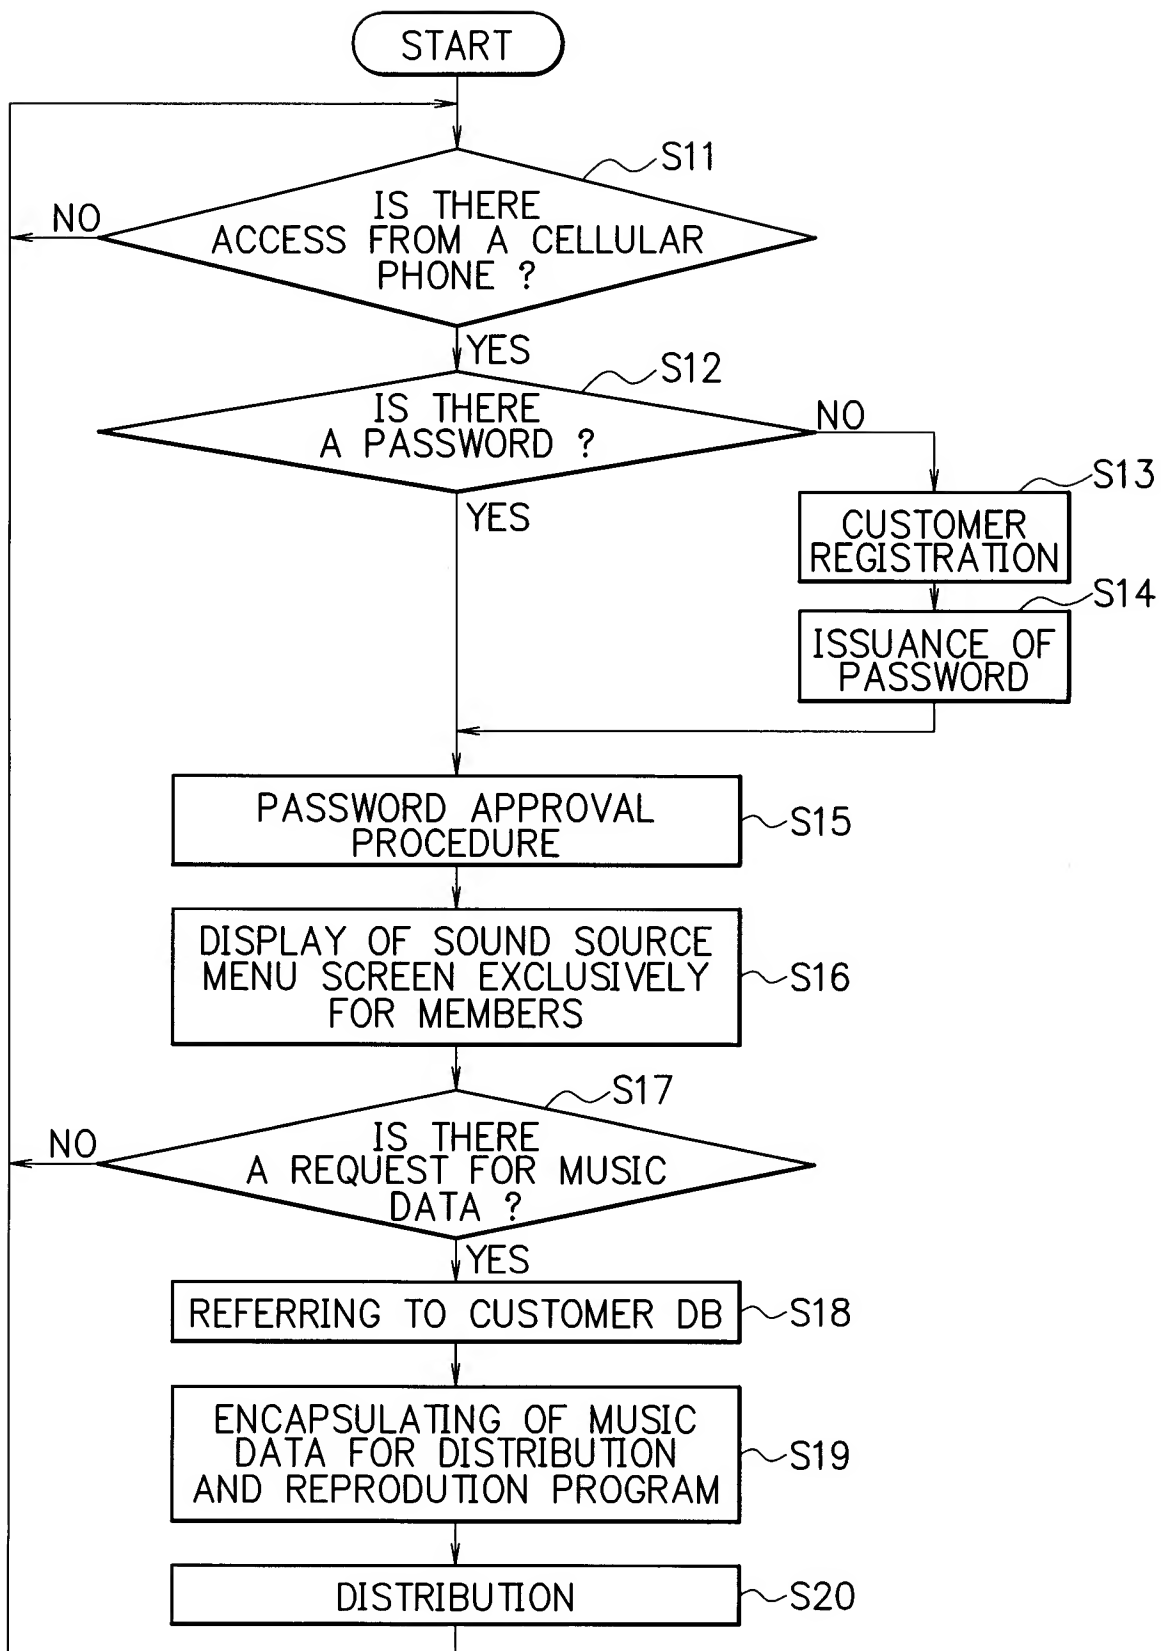 START
S11
IS THERE
ACCESS FROM A CELLULAR
PHONE ?
NO
YES
S12
IS THERE
A PASSWORD ?
NO
YES
S13
CUSTOMER
REGISTRATION
S14
ISSUANCE OF
PASSWORD
PASSWORD APPROVAL
PROCEDURE
S15
DISPLAY OF SOUND SOURCE
MENU SCREEN EXCLUSIVELY
FOR MEMBERS
S16
S17
IS THERE
A REQUEST FOR MUSIC
DATA ?
NO
YES
REFERRING TO CUSTOMER DB
S18
ENCAPSULATING OF MUSIC
DATA FOR DISTRIBUTION
AND REPRODUTION PROGRAM
S19
DISTRIBUTION
S20